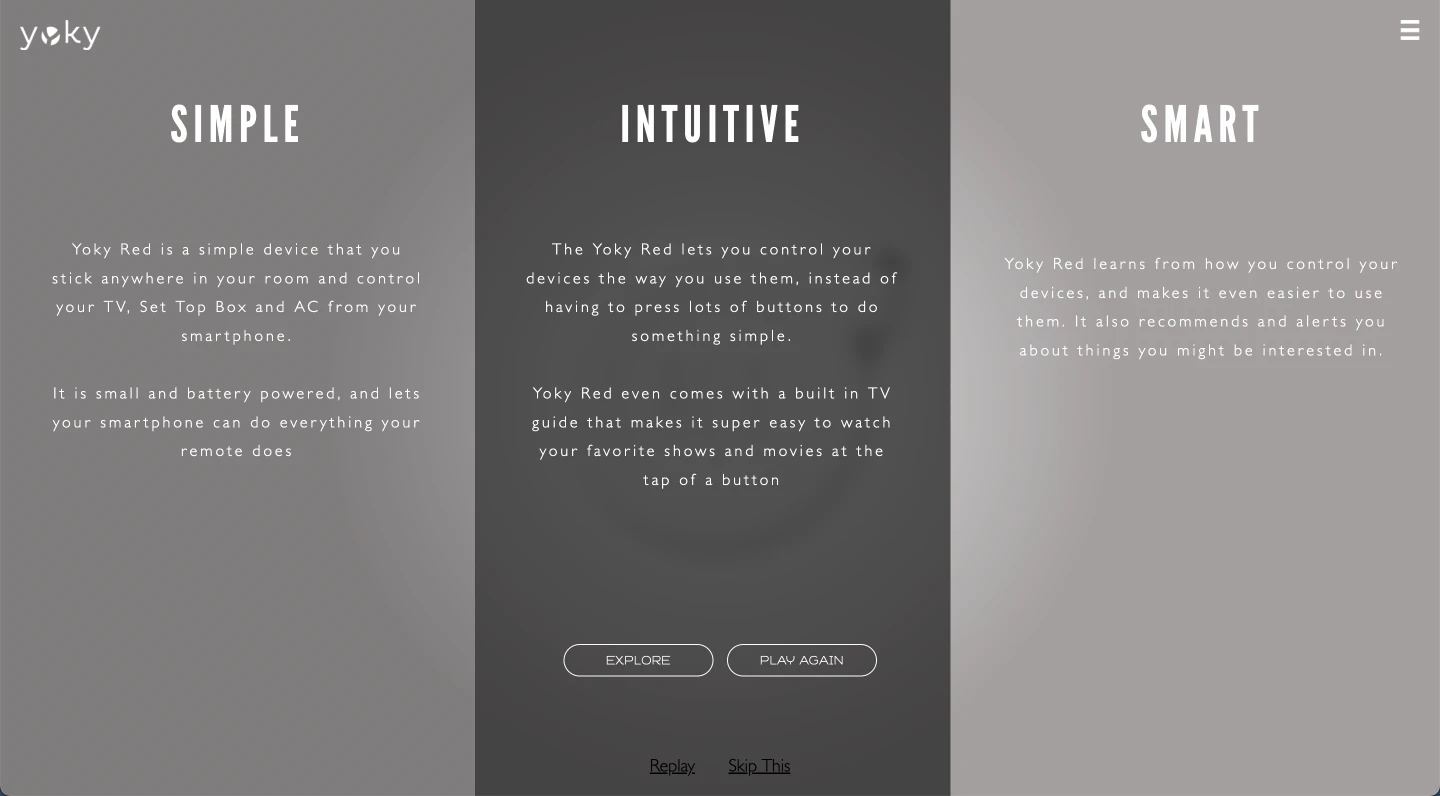 yoky
SIMPLE
Yoky Red is a simple device that you
stick anywhere in your room and control
your TV, Set Top Box and AC from your
smartphone.
It is small and battery powered, and lets
your smartphone can do everything your
remote does
INTUITIVE
The Yoky Red lets you control your
devices the way you use them, instead of
having to press lots of buttons to do
something simple.
Yoky Red even comes with a built in TV
guide that makes it super easy to watch
your favorite shows and movies at the
tap of a button
SMART
Yoky Red learns from how you control your
devices, and makes it even easier to use
them. It also recommends and alerts you
about things you might be interested in.
EXPLORE
PLAY AGAIN
Replay
Skip This